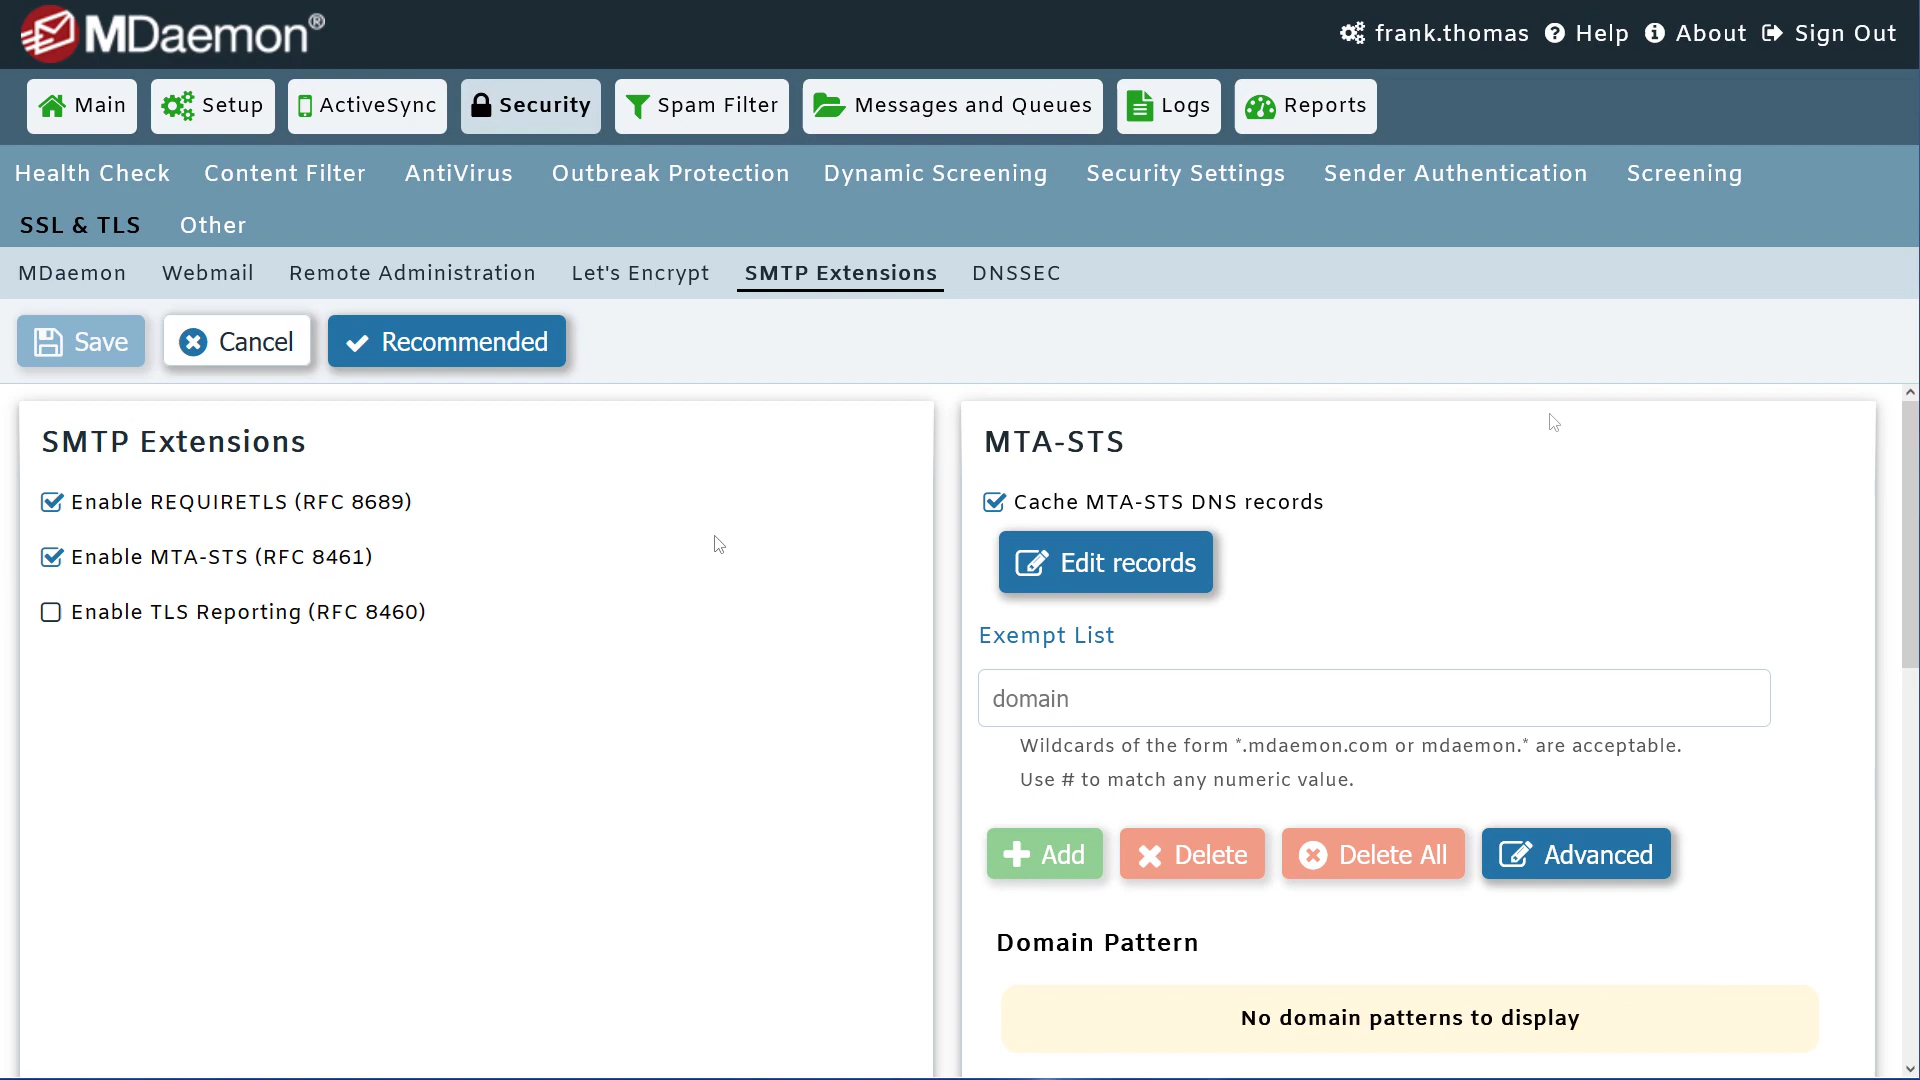 MDaemon®
frank.thomas Help About Sign Out
Main Setup ActiveSync Security Spam Filter Messages and Queues Logs Reports
Health Check Content Filter AntiVirus Outbreak Protection Dynamic Screening Security Settings Sender Authentication Screening
SSL & TLS Other
MDaemon Webmail Remote Administration Let's Encrypt SMTP Extensions DNSSEC
Save Cancel Recommended
SMTP Extensions
Enable REQUIRETLS (RFC 8689)
Enable MTA-STS (RFC 8461)
Enable TLS Reporting (RFC 8460)
MTA-STS
Cache MTA-STS DNS records
Edit records
Exempt List
domain
Wildcards of the form *.mdaemon.com or mdaemon.* are acceptable.
Use # to match any numeric value.
Add Delete Delete All Advanced
Domain Pattern
No domain patterns to display